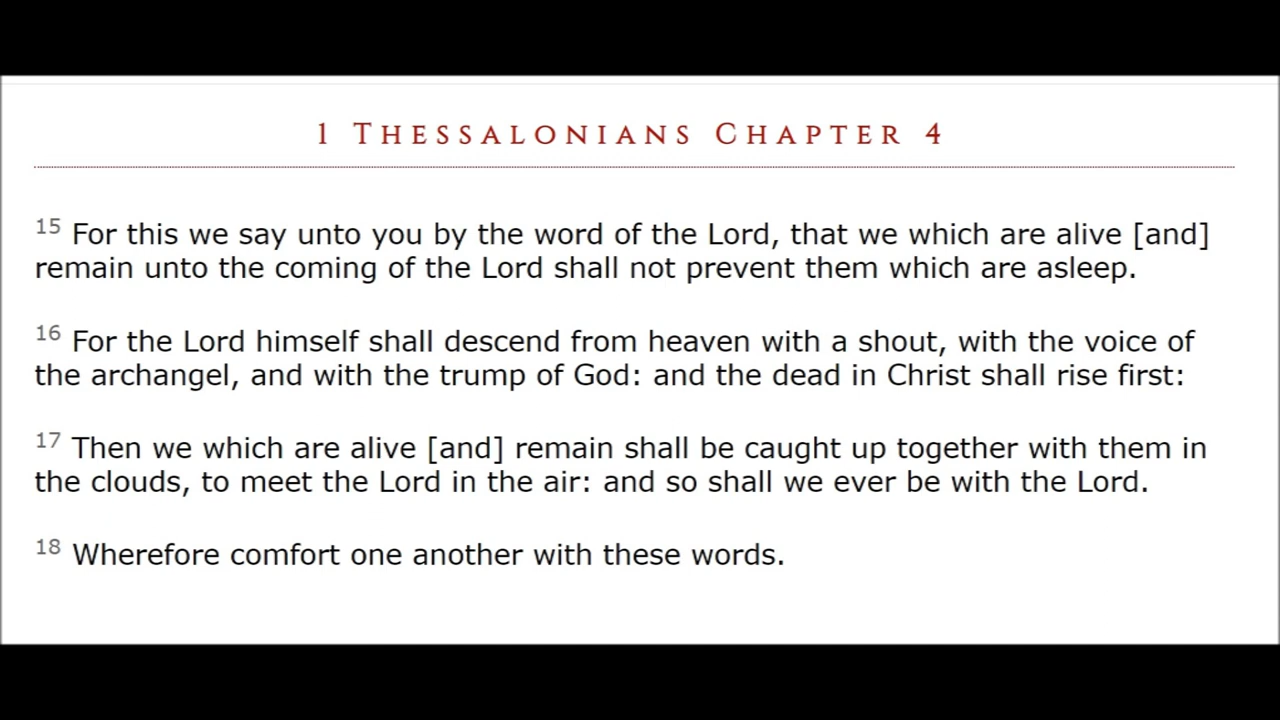 1 Thessalonians Chapter 4
15 For this we say unto you by the word of the Lord, that we which are alive [and]
remain unto the coming of the Lord shall not prevent them which are asleep.
16 For the Lord himself shall descend from heaven with a shout, with the voice of
the archangel, and with the trump of God: and the dead in Christ shall rise first:
17 Then we which are alive [and] remain shall be caught up together with them in
the clouds, to meet the Lord in the air: and so shall we ever be with the Lord.
18 Wherefore comfort one another with these words.